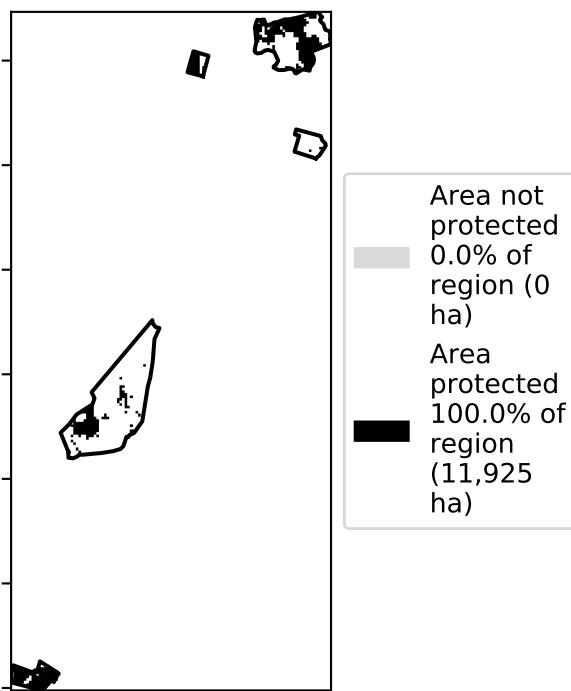 Area not
protected
0.0% of
region (0
ha)
Area
protected
100.0% of
region
(11,925
ha)